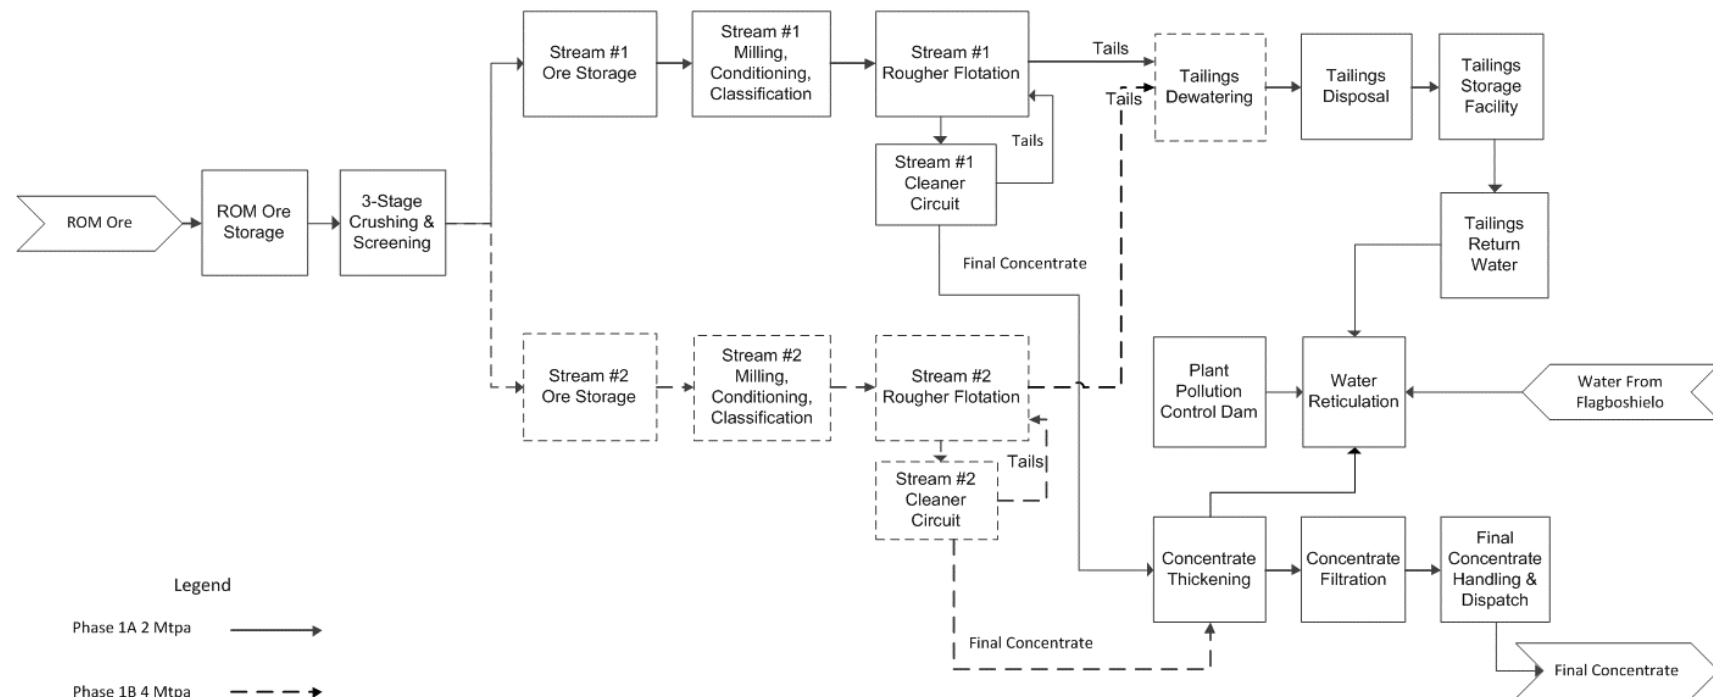 Stream #1
Ore Storage
Stream #1
Milling,
Conditioning,
Classification
Stream #1
Rougher Flotation
Tails
Tails
Tailings
Dewatering
Tailings
Disposal
Tailings
Storage
Facility
Tails
Stream #1
Cleaner
Circuit
ROM Ore
ROM Ore
Storage
3-Stage
Crushing &
Screening
Final Concentrate
Tailings
Return
Water
Stream #2
Ore Storage
Stream #2
Milling,
Conditioning,
Classification
Stream #2
Rougher Flotation
Plant
Pollution
Control Dam
Water
Reticulation
Water From
Flagboshielo
Tails
Stream #2
Cleaner
Circuit
Concentrate
Thickening
Concentrate
Filtration
Final
Concentrate
Handling &
Dispatch
Legend
Phase 1A 2 Mtpa
Final Concentrate
Final Concentrate
Phase 1B 4 Mtpa